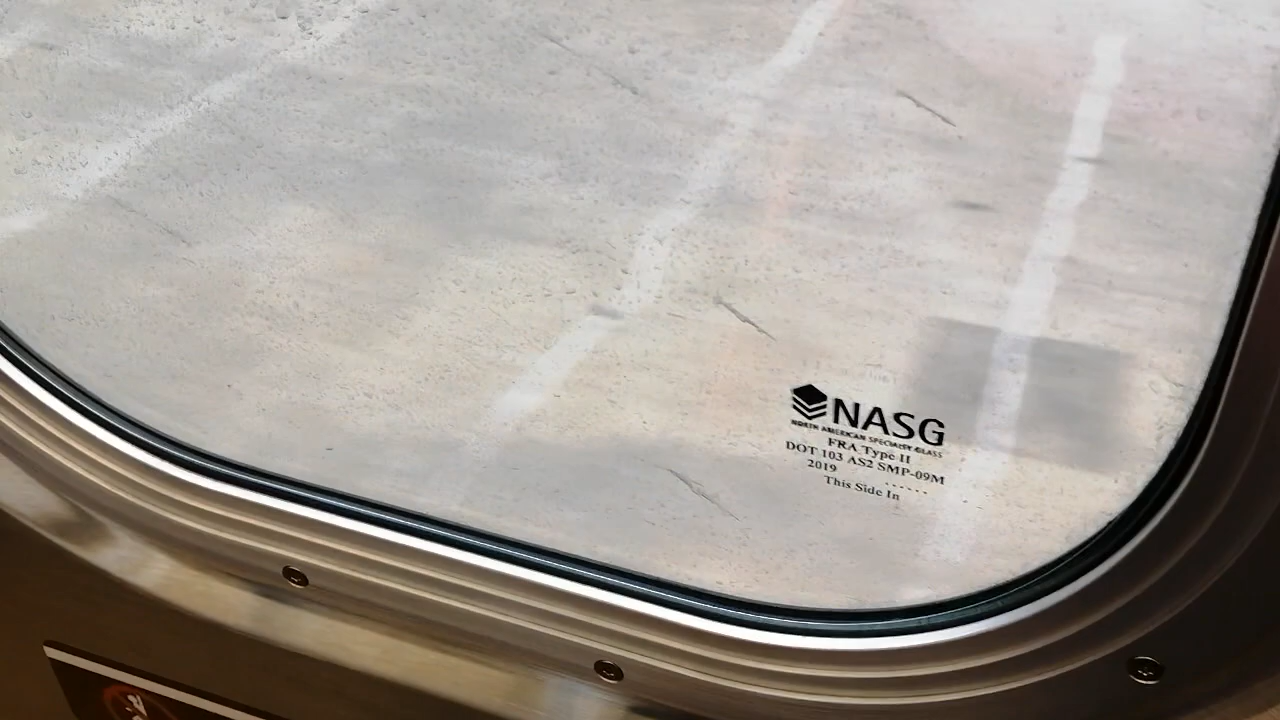 NASG
NORTH AMERICAN SPECIALTY GLASS
FRA Type II
DOT 103 AS2 SMP-09M
2019 ......
This Side In